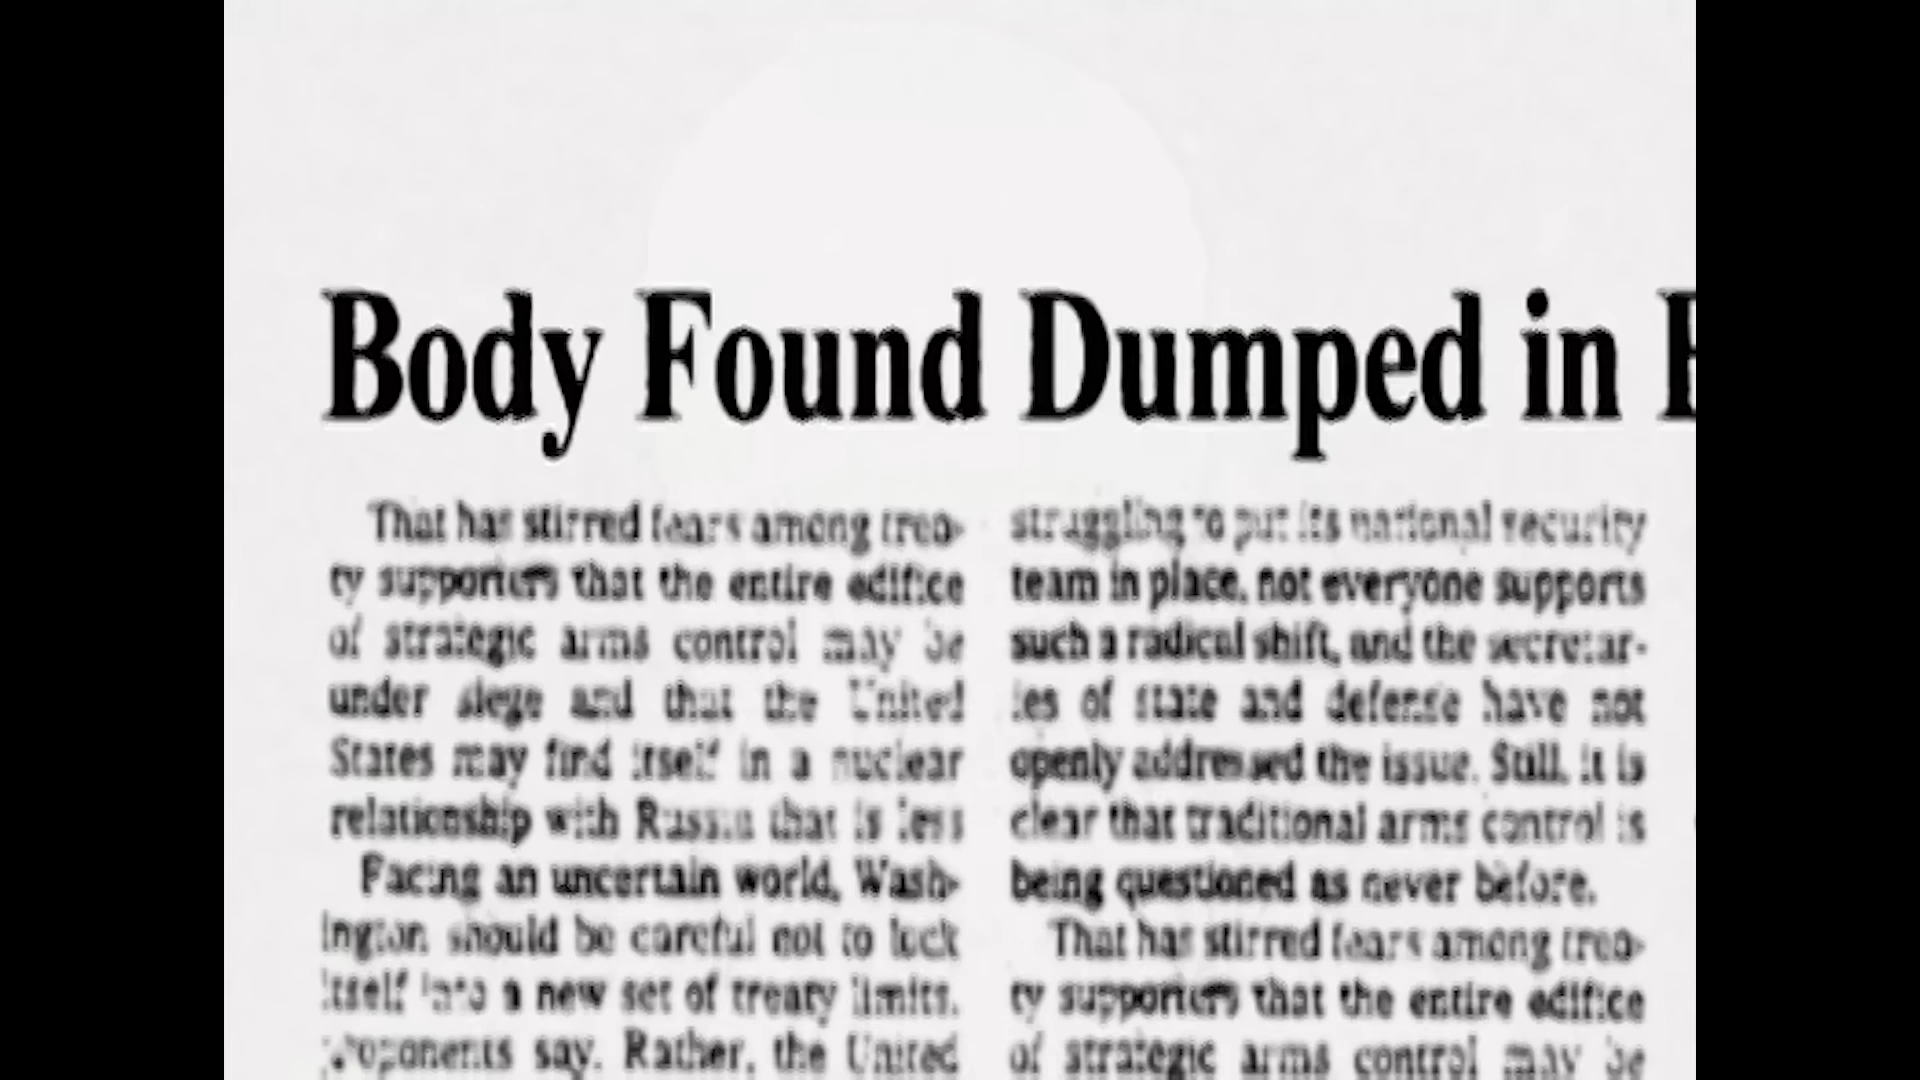 Body Found Dumped in
That has stirred fears among trea-
ty supporters that the entire edifice
of strategic arms control may be
under siege and that the United
States may find itself in a nuclear
relationship with Russia that is less
Facing an uncertain world, Wash-
ington should be careful not to lock
itself into a new set of treaty limits,
proponents say. Rather, the United
struggling to put its national security
team in place, not everyone supports
such a radical shift, and the secretar-
ies of state and defense have not
openly addressed the issue. Still, it is
clear that traditional arms control is
being questioned as never before.
That has stirred fears among trea-
ty supporters that the entire edifice
of strategic arms control may be